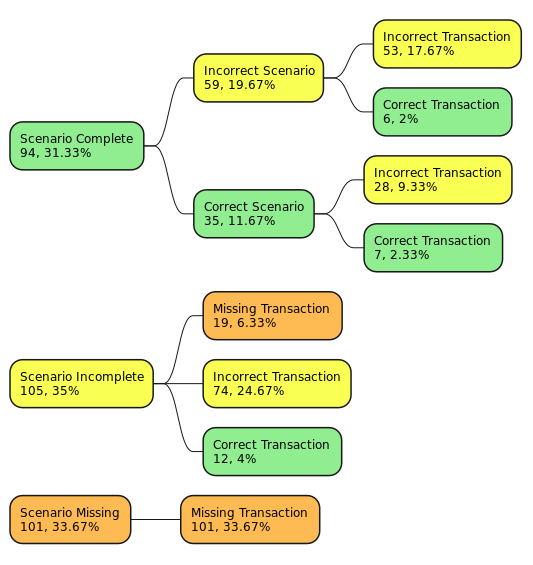 Scenario Complete
94, 31.33%
Incorrect Scenario
59, 19.67%
Incorrect Transaction
53, 17.67%
Correct Transaction
6, 2%
Correct Scenario
35, 11.67%
Incorrect Transaction
28, 9.33%
Correct Transaction
7, 2.33%
Scenario Incomplete
105, 35%
Missing Transaction
19, 6.33%
Incorrect Transaction
74, 24.67%
Correct Transaction
12, 4%
Scenario Missing
101, 33.67%
Missing Transaction
101, 33.67%